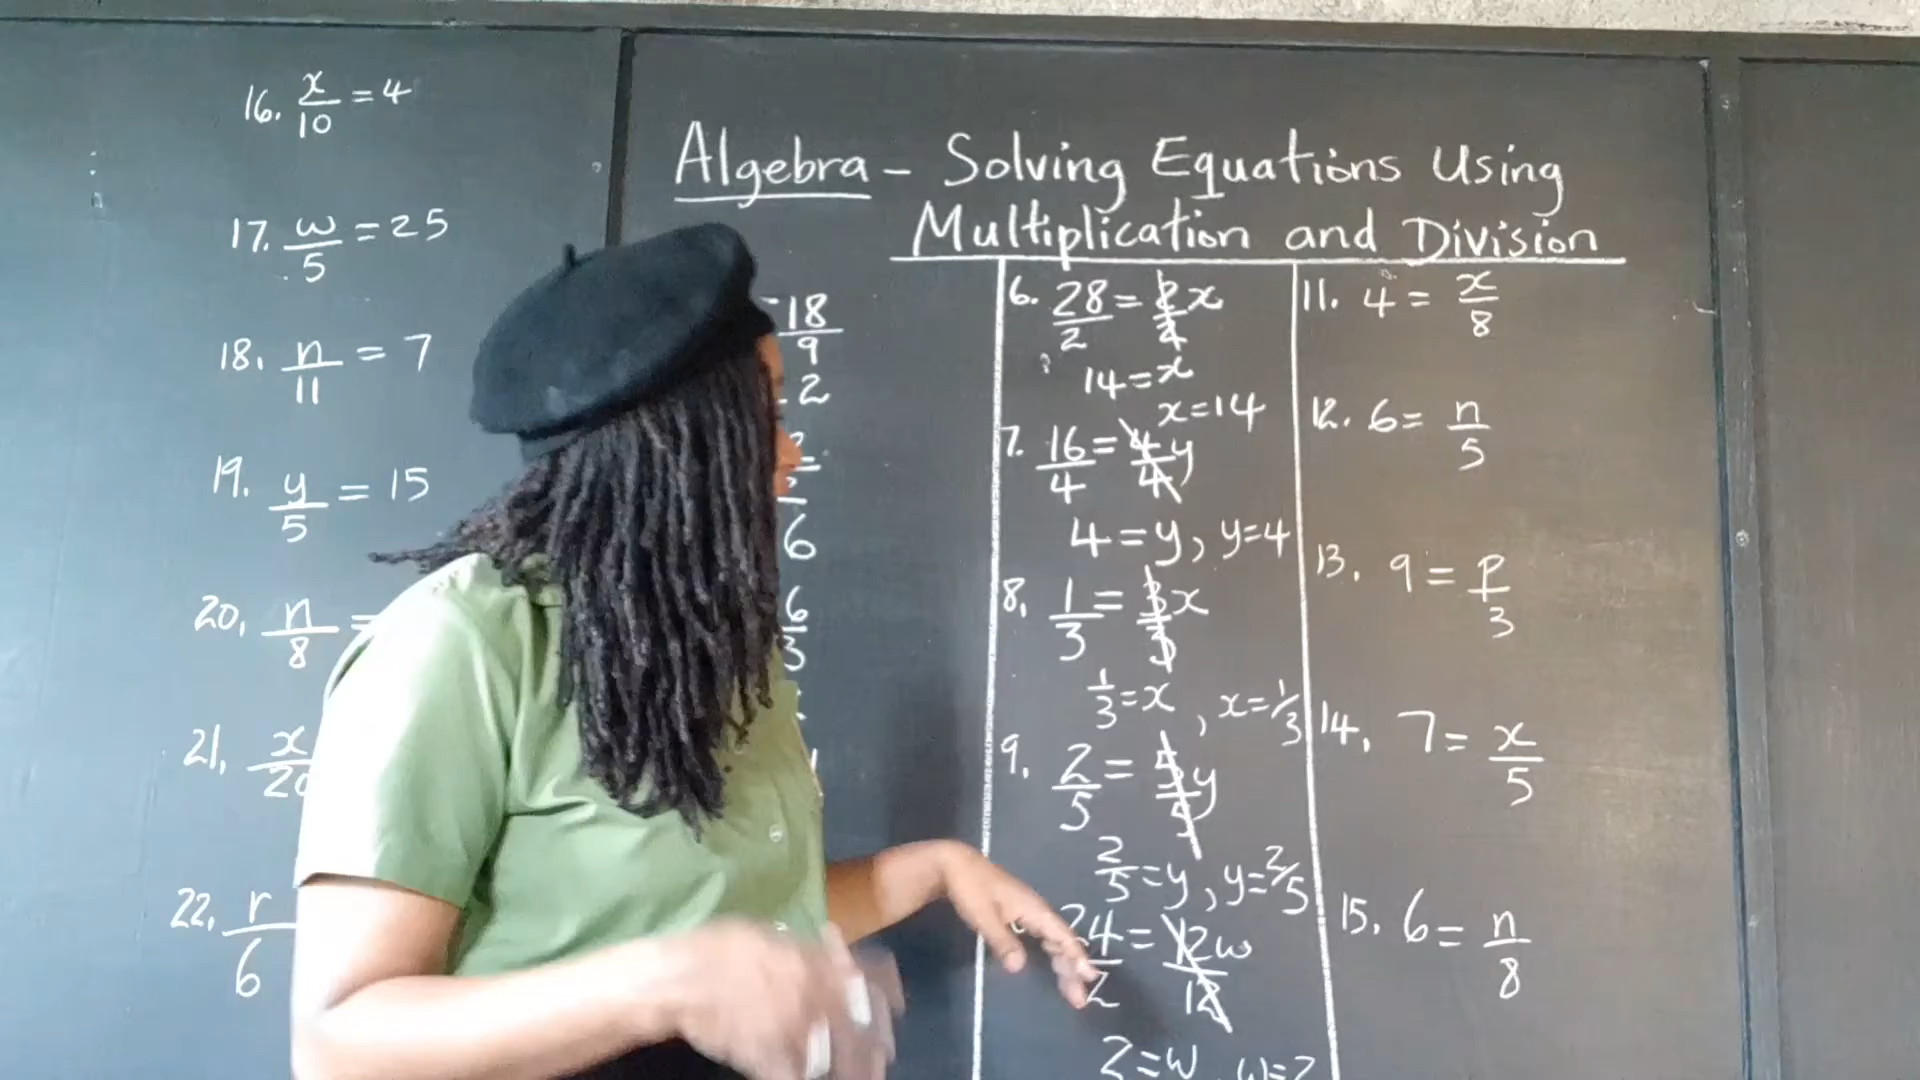 Algebra - Solving Equations Using
Multiplication and Division
16. x/10 = 4
17. w/5 = 25
18. n/11 = 7
19. y/5 = 15
20. n/8 =
21. x/20
22. r/6
18/9
2
6
6/3
6. 28/2 = 2/2 x
14 = x
x = 14
7. 16/4 = 4/4 y
4 = y, y = 4
8. 1/3 = 3/3 x
1/3 = x, x = 1/3
9. 2/5 = 5/5 y
2/5 = y, y = 2/5
24/2 = 12w/12
2 = w, w = 2
11. 4 = x/8
12. 6 = n/5
13. 9 = p/3
14. 7 = x/5
15. 6 = n/8